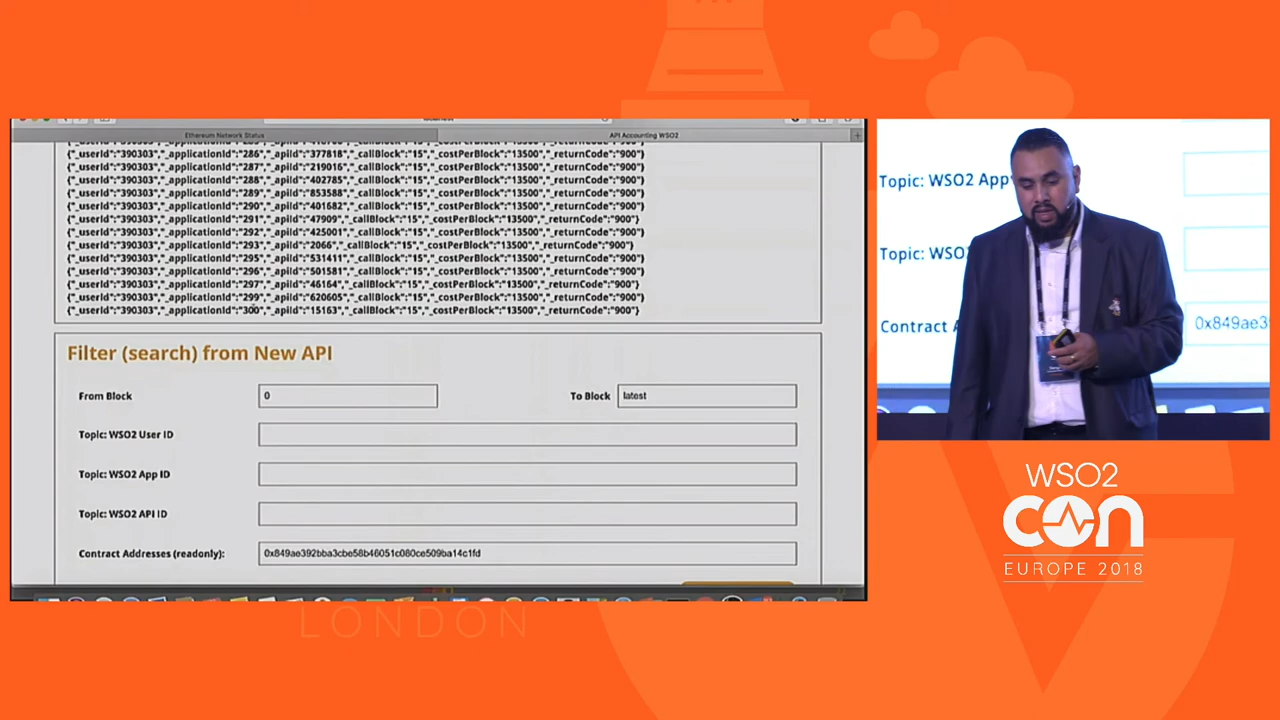 Ethereum Network Status
API Accounting WSO2
{"_userId":"390303","_applicationId":"286","_apiId":"377818","_callBlock":"15","_costPerBlock":"13500","_returnCode":"900"}
{"_userId":"390303","_applicationId":"287","_apiId":"219016","_callBlock":"15","_costPerBlock":"13500","_returnCode":"900"}
{"_userId":"390303","_applicationId":"288","_apiId":"402785","_callBlock":"15","_costPerBlock":"13500","_returnCode":"900"}
{"_userId":"390303","_applicationId":"289","_apiId":"853588","_callBlock":"15","_costPerBlock":"13500","_returnCode":"900"}
{"_userId":"390303","_applicationId":"290","_apiId":"401682","_callBlock":"15","_costPerBlock":"13500","_returnCode":"900"}
{"_userId":"390303","_applicationId":"291","_apiId":"47909","_callBlock":"15","_costPerBlock":"13500","_returnCode":"900"}
{"_userId":"390303","_applicationId":"292","_apiId":"425001","_callBlock":"15","_costPerBlock":"13500","_returnCode":"900"}
{"_userId":"390303","_applicationId":"293","_apiId":"2066","_callBlock":"15","_costPerBlock":"13500","_returnCode":"900"}
{"_userId":"390303","_applicationId":"295","_apiId":"531411","_callBlock":"15","_costPerBlock":"13500","_returnCode":"900"}
{"_userId":"390303","_applicationId":"296","_apiId":"501581","_callBlock":"15","_costPerBlock":"13500","_returnCode":"900"}
{"_userId":"390303","_applicationId":"297","_apiId":"46164","_callBlock":"15","_costPerBlock":"13500","_returnCode":"900"}
{"_userId":"390303","_applicationId":"299","_apiId":"620605","_callBlock":"15","_costPerBlock":"13500","_returnCode":"900"}
{"_userId":"390303","_applicationId":"300","_apiId":"15163","_callBlock":"15","_costPerBlock":"13500","_returnCode":"900"}
Filter (search) from New API
From Block 0 To Block latest
Topic: WSO2 User ID
Topic: WSO2 App ID
Topic: WSO2 API ID
Contract Addresses (readonly): 0x849ae392bba3cbe58b46051c080ce509ba14c1fd
Topic: WSO2 App
Topic: WSO2
Contract A
0x849ae3
WSO2
con
EUROPE 2018
LONDON